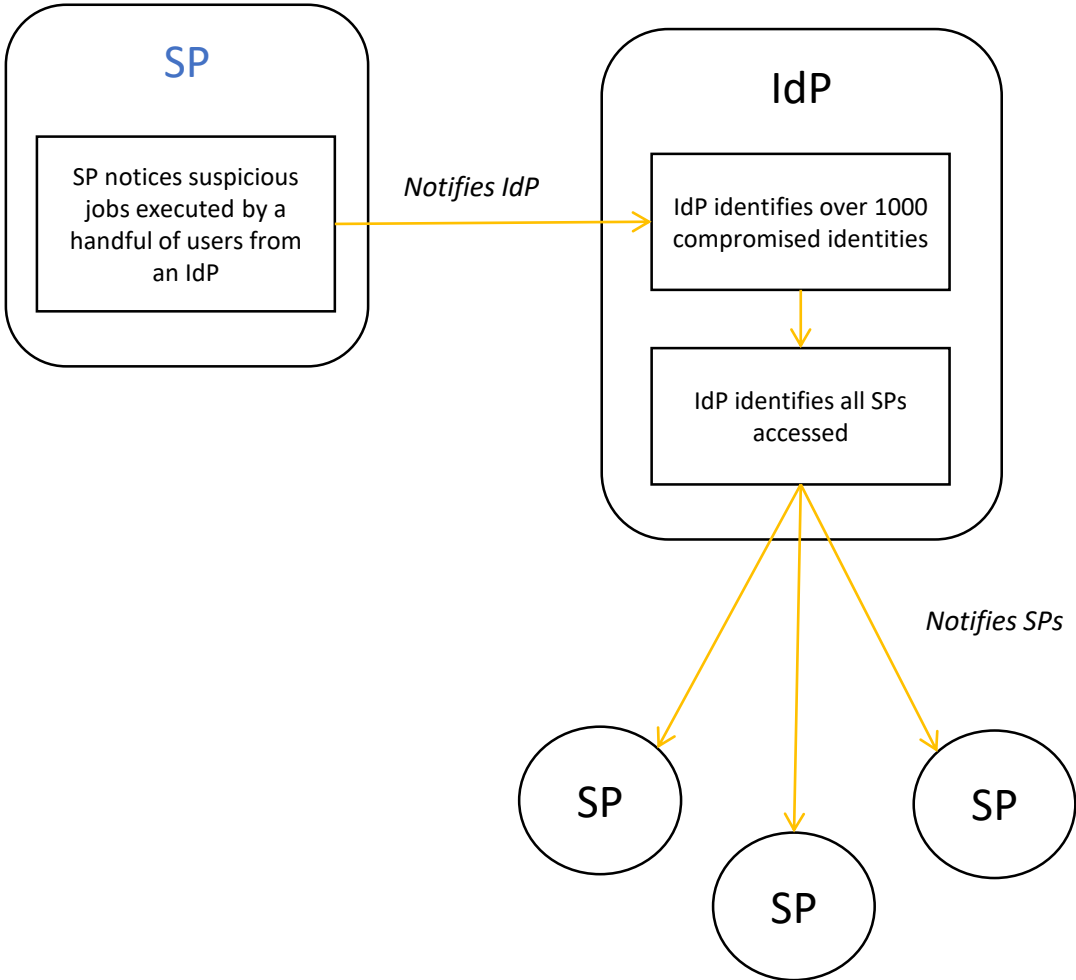 SP
SP notices suspicious
jobs executed by a
handful of users from
an IdP
Notifies IdP
IdP
IdP identifies over 1000
compromised identities
IdP identifies all SPs
accessed
Notifies SPs
SP
SP
SP